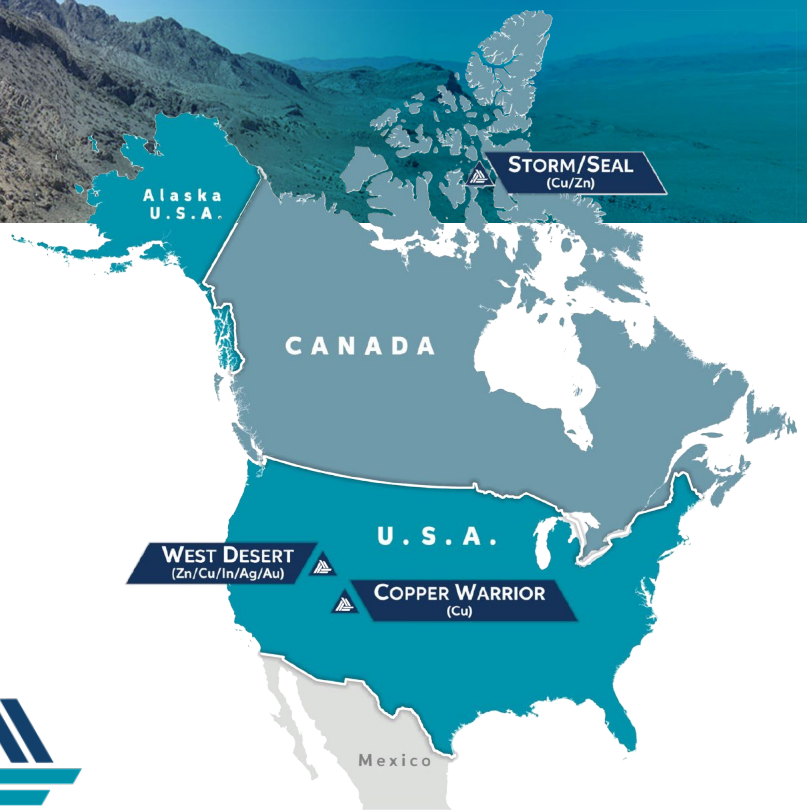 STORM/SEAL
(Cu/Zn)
Alaska
U.S.A.
CANADA
U.S.A.
WEST DESERT
(Zn/Cu/In/Ag/Au)
COPPER WARRIOR
(Cu)
Mexico